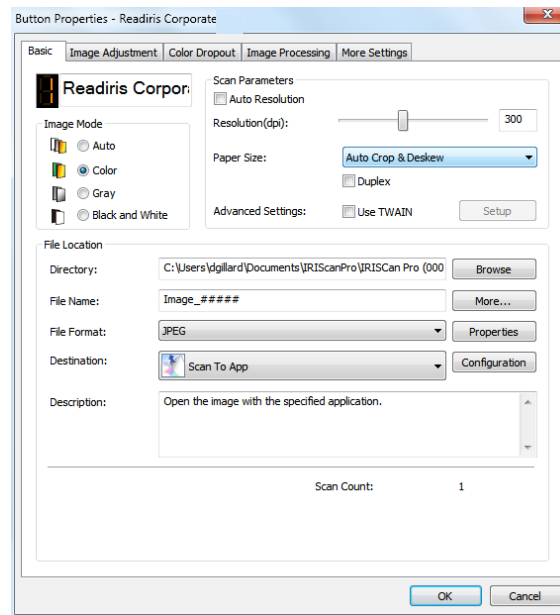 Button Properties - Readiris Corporate
Basic
Image Adjustment
Color Dropout
Image Processing
More Settings
1
Readiris Corpor
Image Mode
Auto
Color
Gray
Black and White
Scan Parameters
Auto Resolution
Resolution(dpi):
300
Paper Size:
Auto Crop & Deskew
Duplex
Advanced Settings:
Use TWAIN
Setup
File Location
Directory:
C:\Users\dgillard\Documents\IRIScanPro\IRISCan Pro (000
Browse
File Name:
Image_#####
More...
File Format:
JPEG
Properties
Destination:
Scan To App
Configuration
Description:
Open the image with the specified application.
Scan Count:
1
OK
Cancel